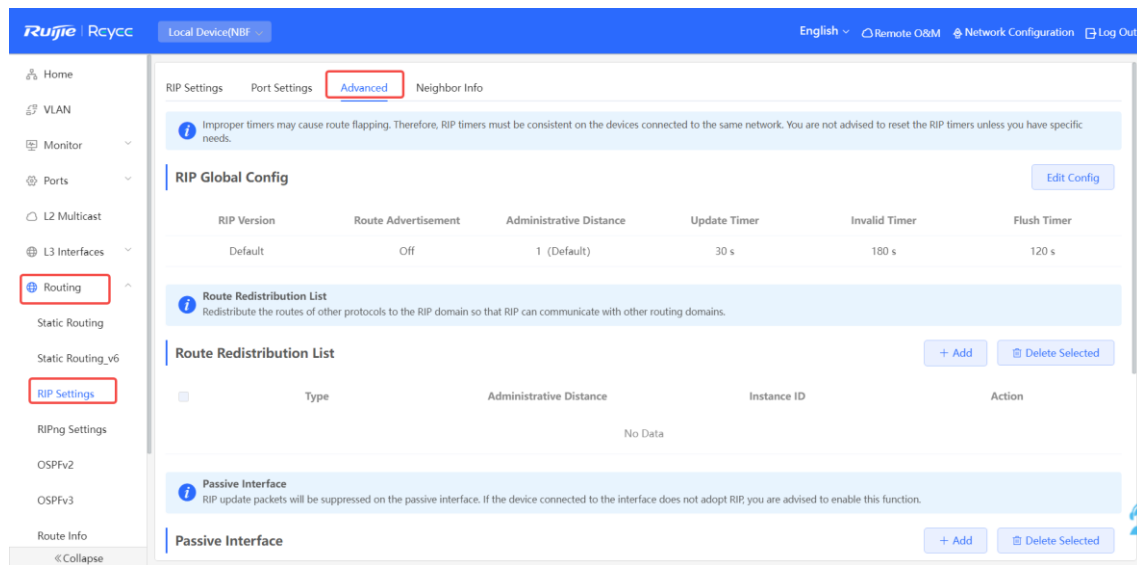 Ruijie | Rcycc
Local Device(NBF
English
Remote O&M
Network Configuration
Log Out
Home
VLAN
Monitor
Ports
L2 Multicast
L3 Interfaces
Routing
Static Routing
Static Routing_v6
RIP Settings
RIPng Settings
OSPFv2
OSPFv3
Route Info
«Collapse
RIP Settings Port Settings Advanced Neighbor Info
Improper timers may cause route flapping. Therefore, RIP timers must be consistent on the devices connected to the same network. You are not advised to reset the RIP timers unless you have specific
needs.
RIP Global Config
Edit Config
RIP Version Route Advertisement Administrative Distance Update Timer Invalid Timer Flush Timer
Default Off 1 (Default) 30 s 180 s 120 s
Route Redistribution List
Redistribute the routes of other protocols to the RIP domain so that RIP can communicate with other routing domains.
Route Redistribution List
+ Add Delete Selected
Type Administrative Distance Instance ID Action
No Data
Passive Interface
RIP update packets will be suppressed on the passive interface. If the device connected to the interface does not adopt RIP, you are advised to enable this function.
Passive Interface
+ Add Delete Selected